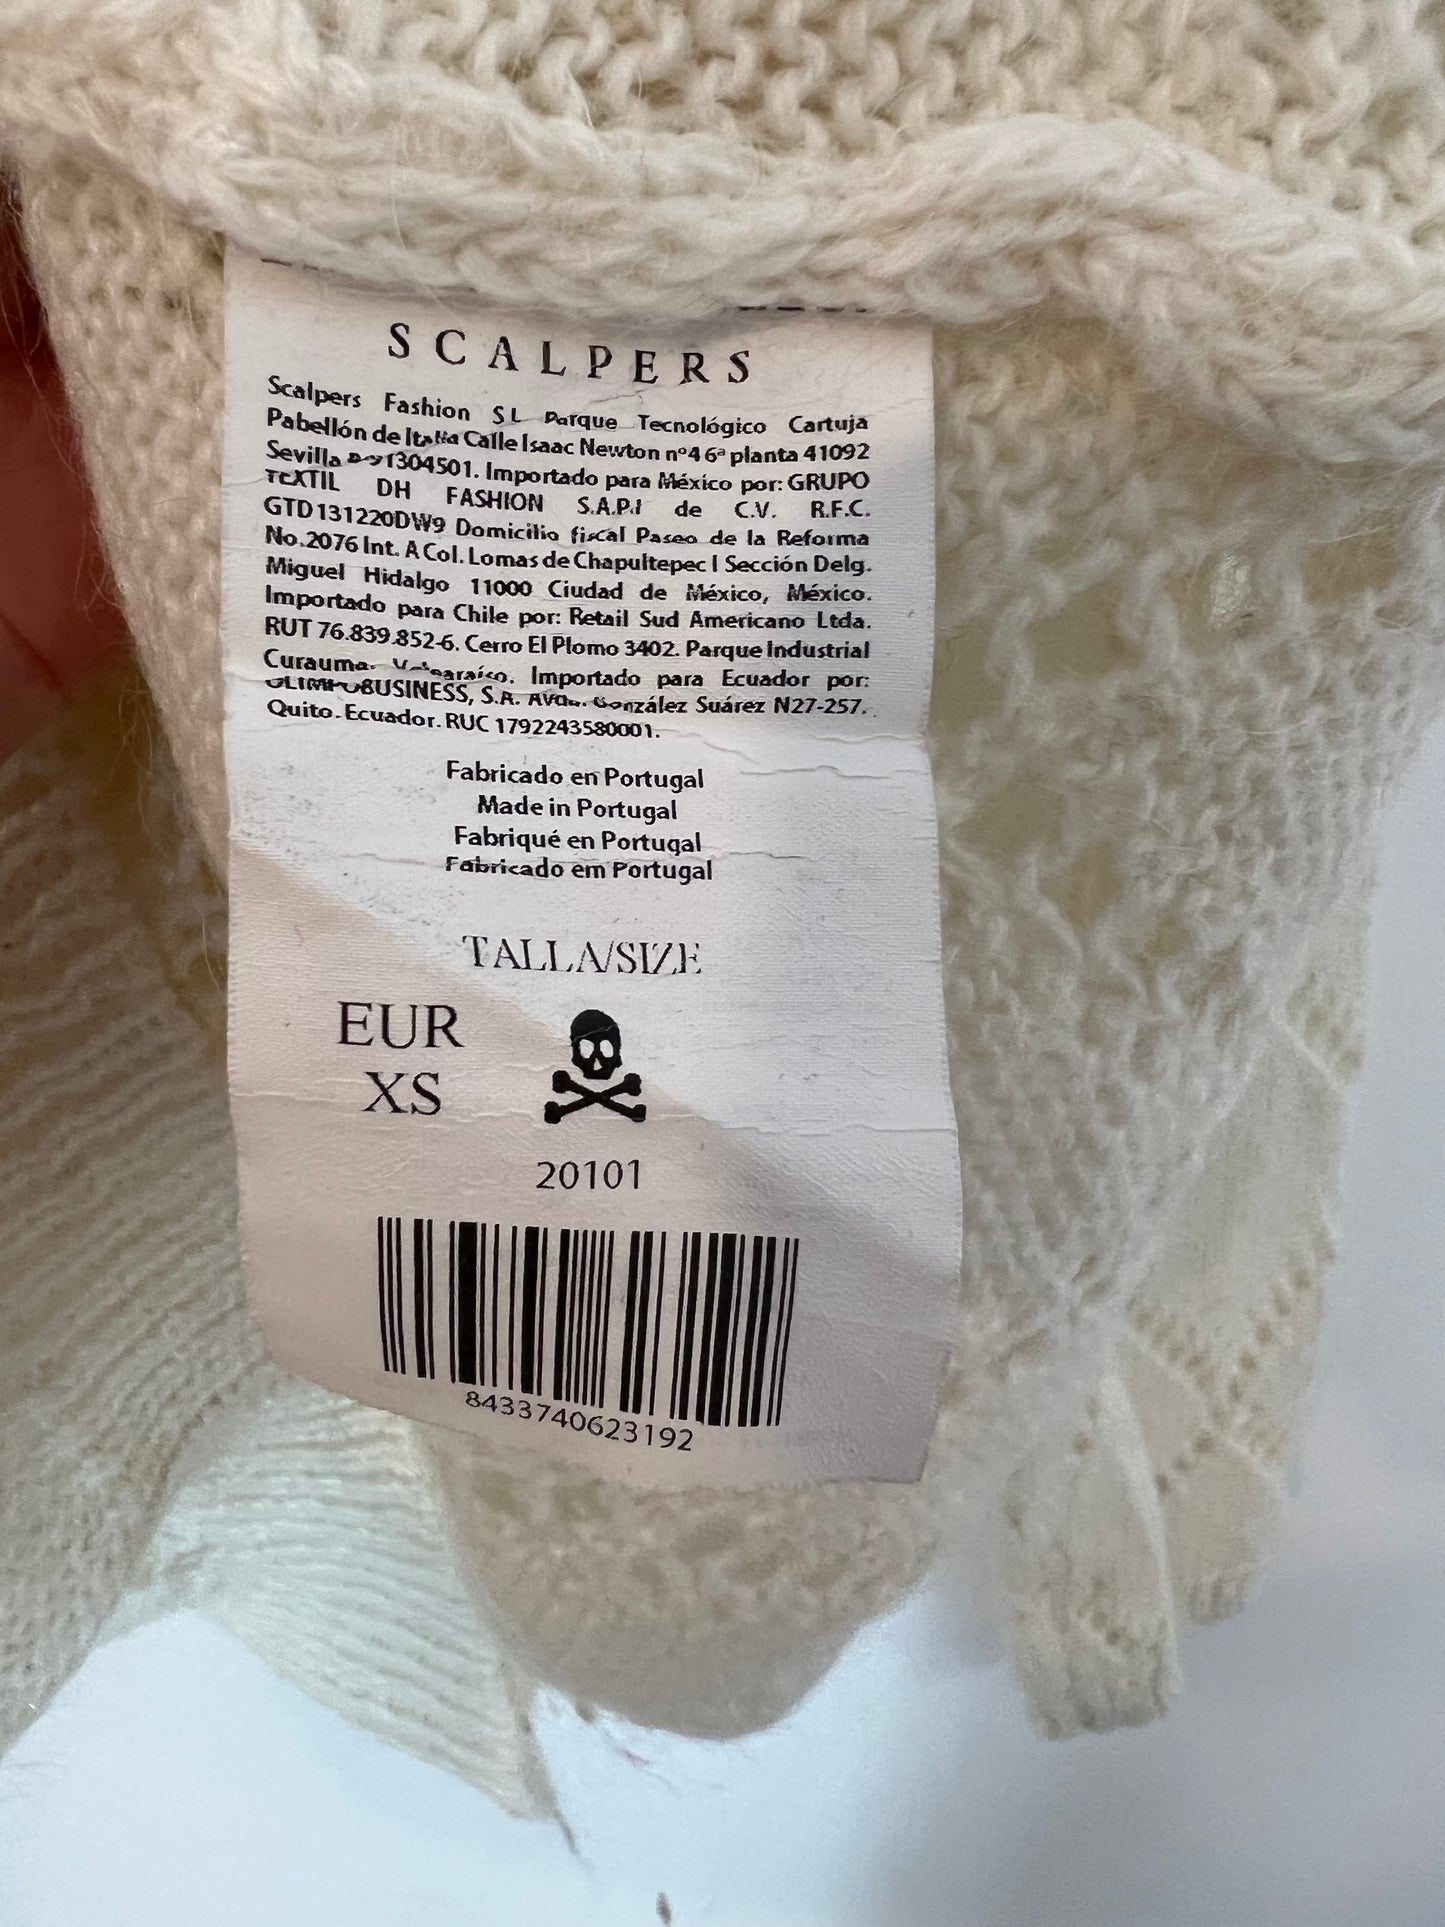 SCALPERS
Scalpers Fashion SL Parque Tecnológico Cartuja
Pabellón de Italia Calle Isaac Newton nº4 6ª planta 41092
Sevilla 1304501. Importado para México por: GRUPO
TEXTIL DH FASHION S.A.P.I de C.V. R.F.C.
GTD131220DW9 Domicilio fiscal Paseo de la Reforma
No.2076 Int. A Col. Lomas de Chapultepec I Sección Delg.
Miguel Hidalgo 11000 Ciudad de México, México.
Importado para Chile por: Retail Sud Americano Ltda.
RUT 76.839.852-6. Cerro El Plomo 3402. Parque Industrial
Curauma. Valparaíso. Importado para Ecuador por:
OLIMPOBUSINESS, S.A. Avda. González Suárez N27-257.
Quito. Ecuador. RUC 1792243580001.
Fabricado en Portugal
Made in Portugal
Fabriqué en Portugal
Fabricado em Portugal
TALLA/SIZE
EUR
XS
20101
8433740623192